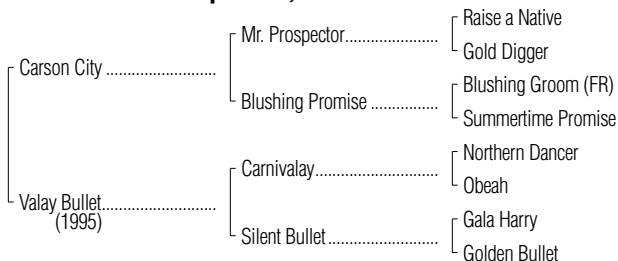 Raise a Native
Mr. Prospector
Gold Digger
Carson City
Blushing Groom (FR)
Blushing Promise
Summertime Promise
Northern Dancer
Carnivalay
Obeah
Valay Bullet
(1995)
Gala Harry
Silent Bullet
Golden Bullet